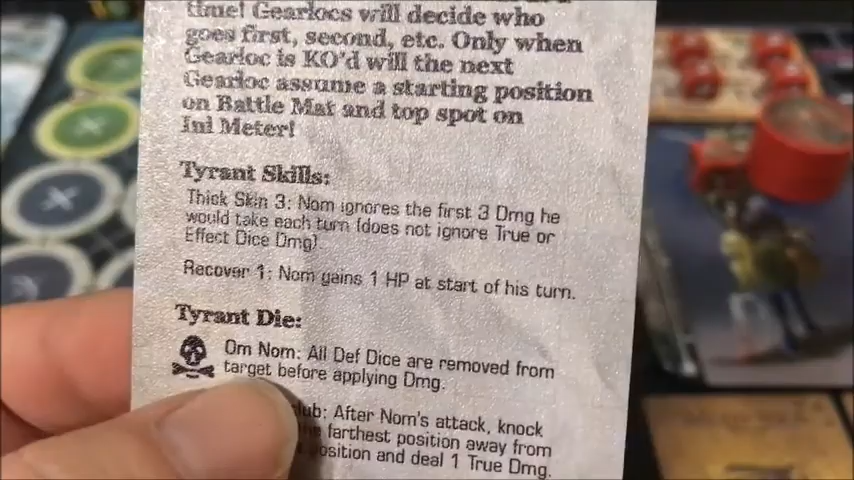 time! Gearlocs will decide who
goes first, second, etc. Only when
Gearloc is KO'd will the next
Gearloc assume a starting position
on Battle Mat and top spot on
Ini Meter!
Tyrant Skills:
Thick Skin 3: Nom ignores the first 3 Dmg he
would take each turn (does not ignore True or
Effect Dice Dmg).
Recover 1: Nom gains 1 HP at start of his turn.
Tyrant Die:
Om Nom: All Def Dice are removed from
target before applying Dmg.
After Nom's attack, knock
farthest position away from
position and deal 1 True Dmg.